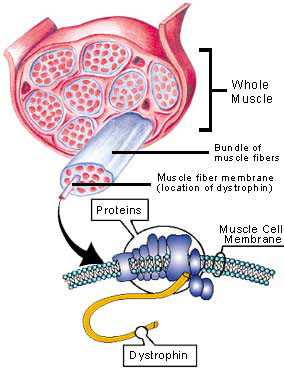 Whole
Muscle
Bundle of
muscle fibers
Muscle fiber membrane
(location of dystrophin)
Proteins
Muscle Cell
Membrane
Dystrophin